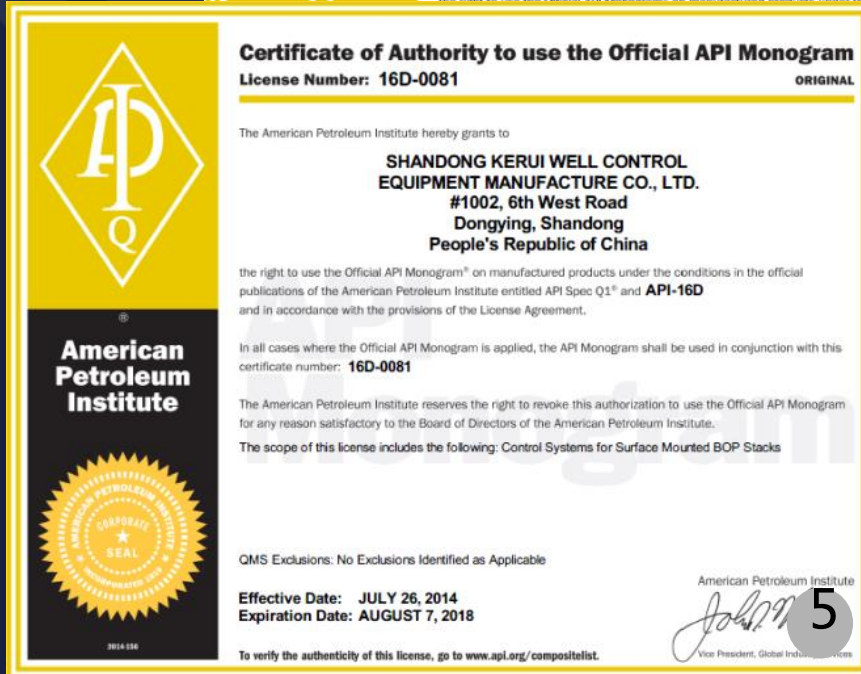 Certificate of Authority to use the Official API Monogram
License Number: 16D-0081
ORIGINAL
The American Petroleum Institute hereby grants to
SHANDONG KERUI WELL CONTROL
EQUIPMENT MANUFACTURE CO., LTD.
#1002, 6th West Road
Dongying, Shandong
People's Republic of China
the right to use the Official API Monogram® on manufactured products under the conditions in the official
publications of the American Petroleum Institute entitled API Spec Q1® and API-16D
and in accordance with the provisions of the License Agreement.
In all cases where the Official API Monogram is applied, the API Monogram shall be used in conjunction with this
certificate number: 16D-0081
The American Petroleum Institute reserves the right to revoke this authorization to use the Official API Monogram
for any reason satisfactory to the Board of Directors of the American Petroleum Institute.
The scope of this license includes the following: Control Systems for Surface Mounted BOP Stacks
QMS Exclusions: No Exclusions Identified as Applicable
Effective Date: JULY 26, 2014
Expiration Date: AUGUST 7, 2018
To verify the authenticity of this license, go to www.api.org/compositelist.
American Petroleum Institute
Vice President, Global
5
API
Q
®
American
Petroleum
Institute
AMERICAN PETROLEUM INSTITUTE
CORPORATE
SEAL
INCORPORATED 1919
2014-156
API
Monogram